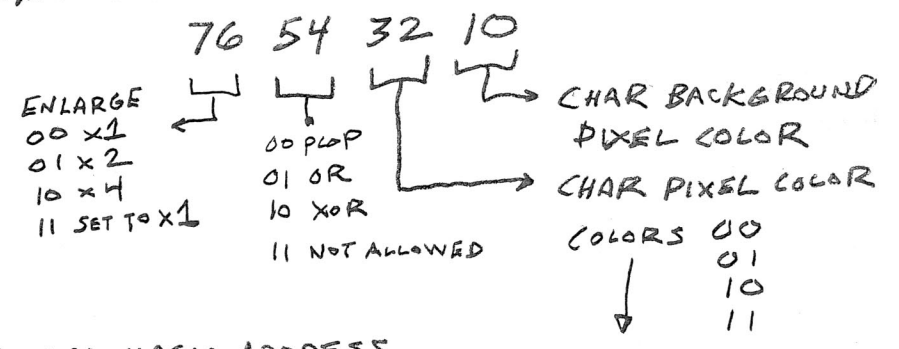 76 54 32 10
ENLARGE
00 x1
01 x2
10 x4
11 SET TO x1
00 PLOP
01 OR
10 XOR
11 NOT ALLOWED
CHAR BACKGROUND
PIXEL COLOR
CHAR PIXEL COLOR
COLORS 00
01
10
11
ADDRESS